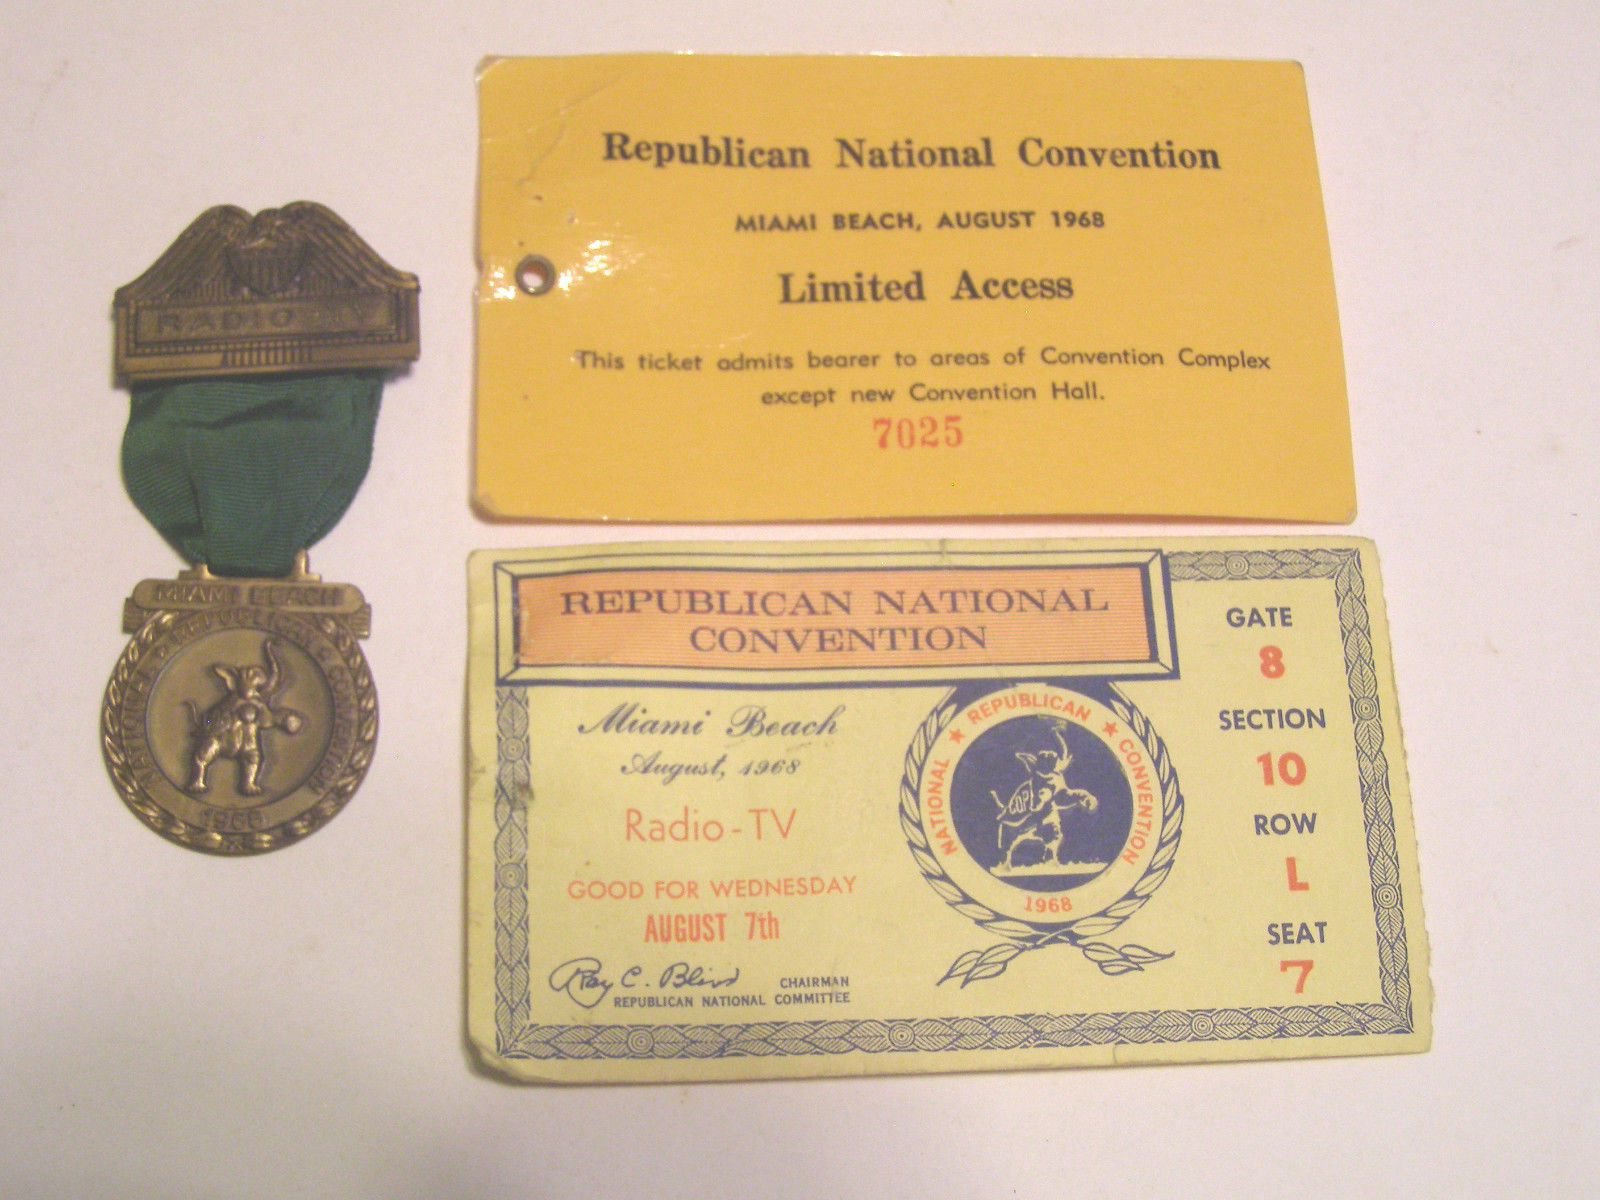 RADIO-TV
MIAMI BEACH
NATIONAL REPUBLICAN CONVENTION
1968
Republican National Convention
MIAMI BEACH, AUGUST 1968
Limited Access
This ticket admits bearer to areas of Convention Complex
except new Convention Hall.
7025
REPUBLICAN NATIONAL
CONVENTION
Miami Beach
August, 1968
Radio-TV
GOOD FOR WEDNESDAY
AUGUST 7th
Ray C. Bliss
CHAIRMAN
REPUBLICAN NATIONAL COMMITTEE
NATIONAL ★ REPUBLICAN ★ CONVENTION
GOP
1968
GATE
8
SECTION
10
ROW
L
SEAT
7